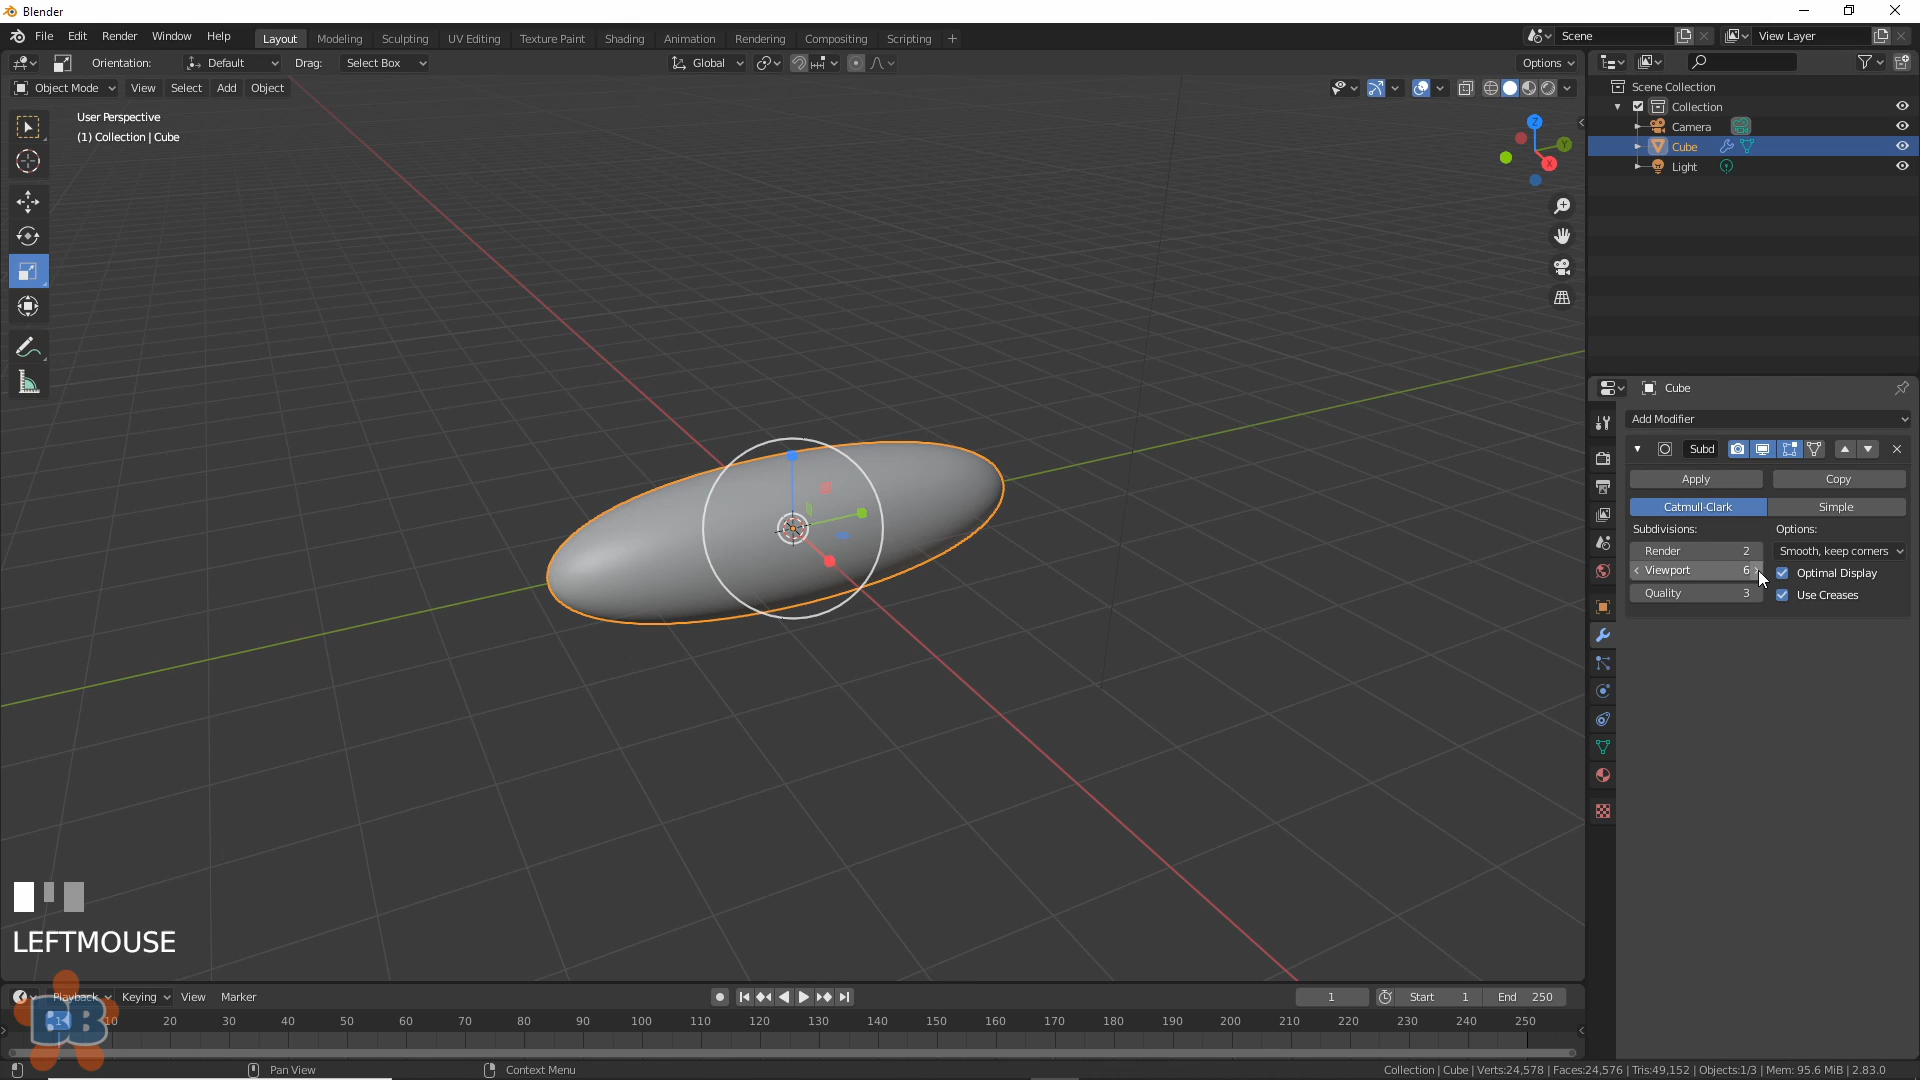 Blender
File Edit Render Window Help
Layout Modeling Sculpting UV Editing Texture Paint Shading Animation Rendering Compositing Scripting +
Scene
View Layer
Orientation: Default Drag: Select Box
Global
Options
Object Mode View Select Add Object
User Perspective
(1) Collection | Cube
Z
Y
X
Scene Collection
Collection
Camera
Cube
Light
Cube
Add Modifier
Subd
Apply Copy
Catmull-Clark Simple
Subdivisions: Options:
Render 2 Smooth, keep corners
Viewport 6 Optimal Display
Quality 3 Use Creases
LEFTMOUSE
Playback Keying View Marker
1 Start 1 End 250
1 10 20 30 40 50 60 70 80 90 100 110 120 130 140 150 160 170 180 190 200 210 220 230 240 250
BB
Pan View Context Menu
Collection | Cube | Verts:24,578 | Faces:24,576 | Tris:49,152 | Objects:1/3 | Mem: 95.6 MiB | 2.83.0